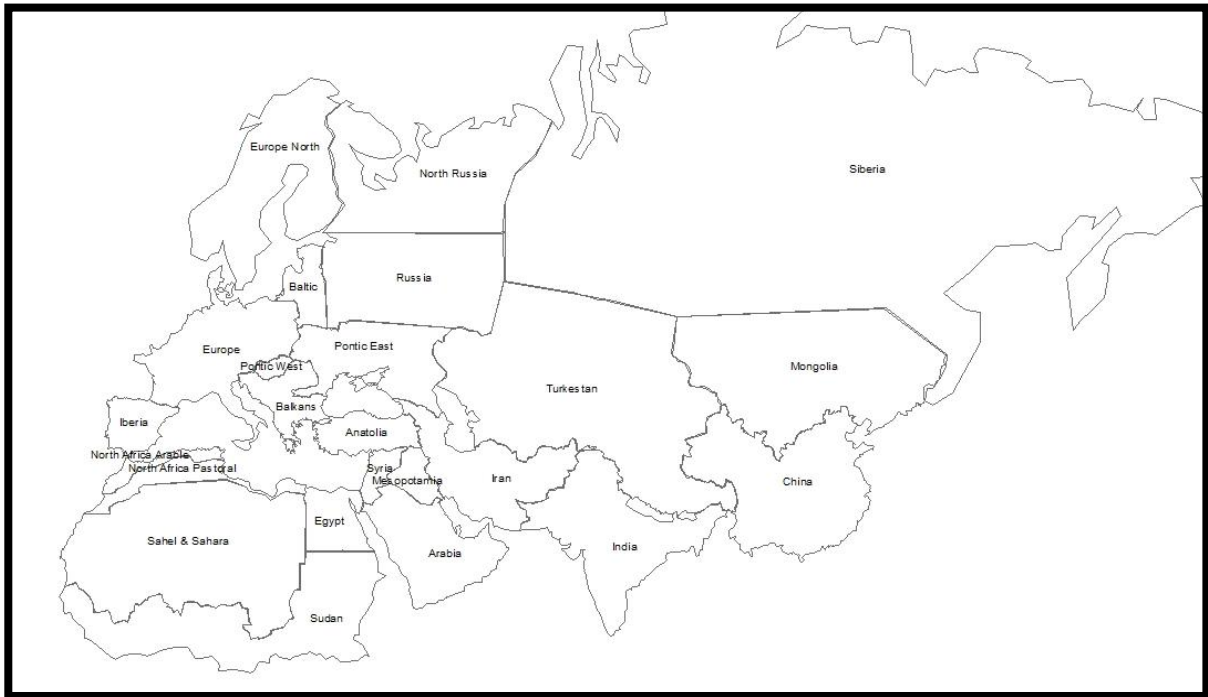 Europe North
North Russia
Siberia
Russia
Baltic
Pontic East
Europe
Pontic West
Mongolia
Turkestan
Balkans
Iberia
Anatolia
North Africa Arable
North Africa Pastoral
Syria
Mesopotamia
Iran
China
Egypt
Sahel & Sahara
India
Arabia
Sudan